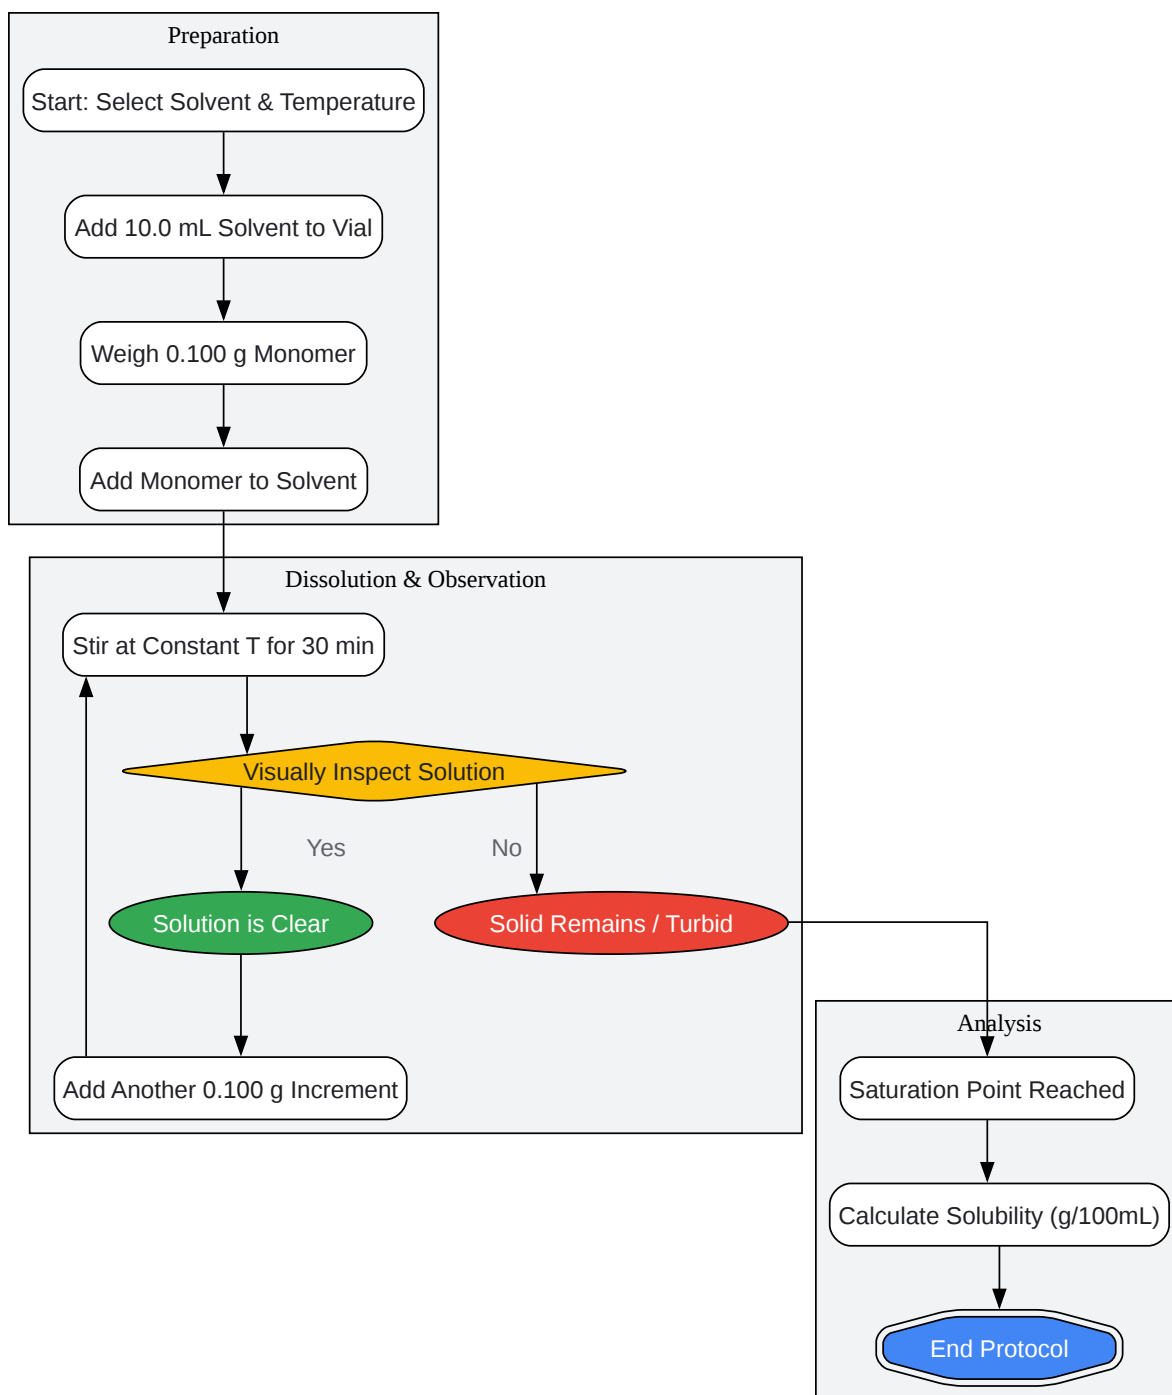 Preparation
Start: Select Solvent & Temperature
Add 10.0 mL Solvent to Vial
Weigh 0.100 g Monomer
Add Monomer to Solvent
Dissolution & Observation
Stir at Constant T for 30 min
Visually Inspect Solution
Yes
No
Solution is Clear
Solid Remains / Turbid
Add Another 0.100 g Increment
Analysis
Saturation Point Reached
Calculate Solubility (g/100mL)
End Protocol